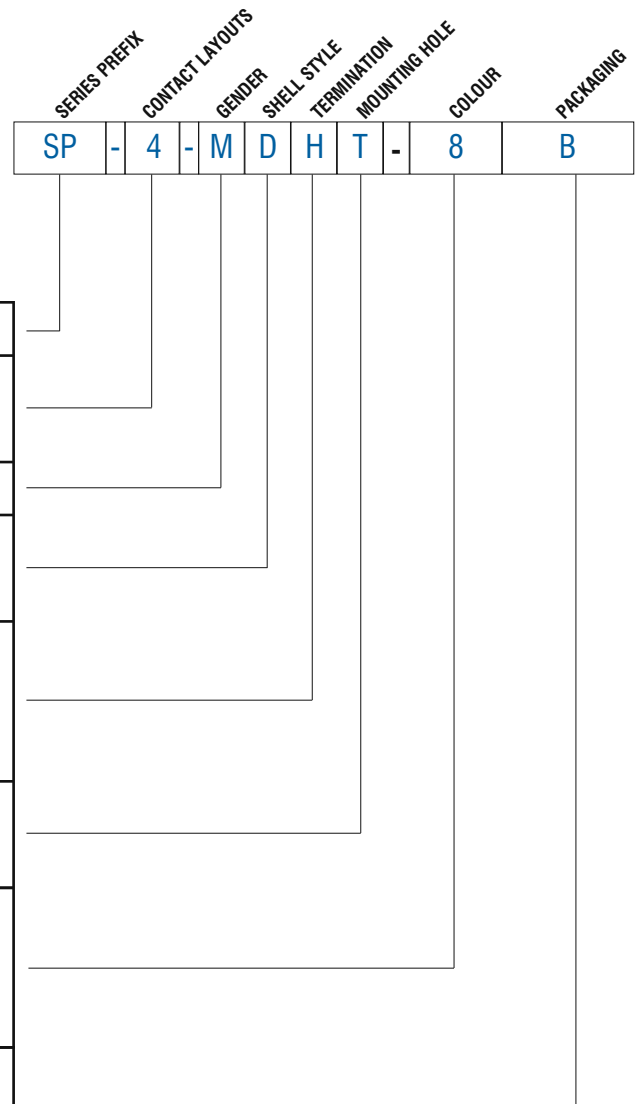 SERIES PREFIX
CONTACT LAYOUTS
GENDER
SHELL STYLE
TERMINATION
MOUNTING HOLE
COLOUR
PACKAGING
SP - 4 - M D H T - 8 B